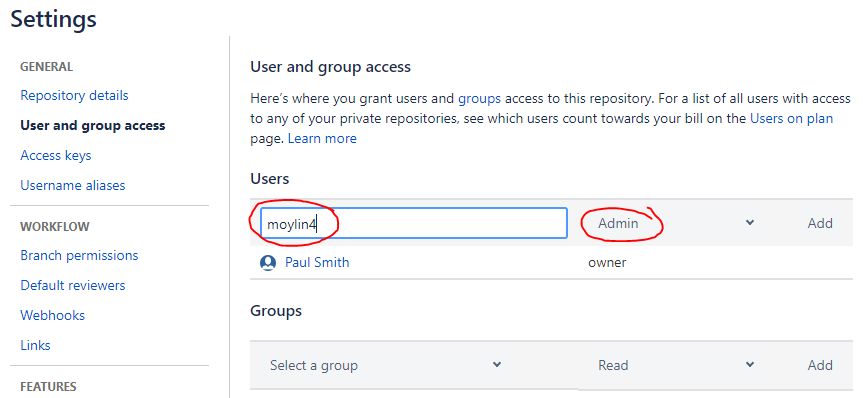 Settings
GENERAL
Repository details
User and group access
Access keys
Username aliases
WORKFLOW
Branch permissions
Default reviewers
Webhooks
Links
FEATURES
User and group access
Here's where you grant users and groups access to this repository. For a list of all users with access
to any of your private repositories, see which users count towards your bill on the Users on plan
page. Learn more
Users
moylin4 Admin Add
Paul Smith owner
Groups
Select a group Read Add